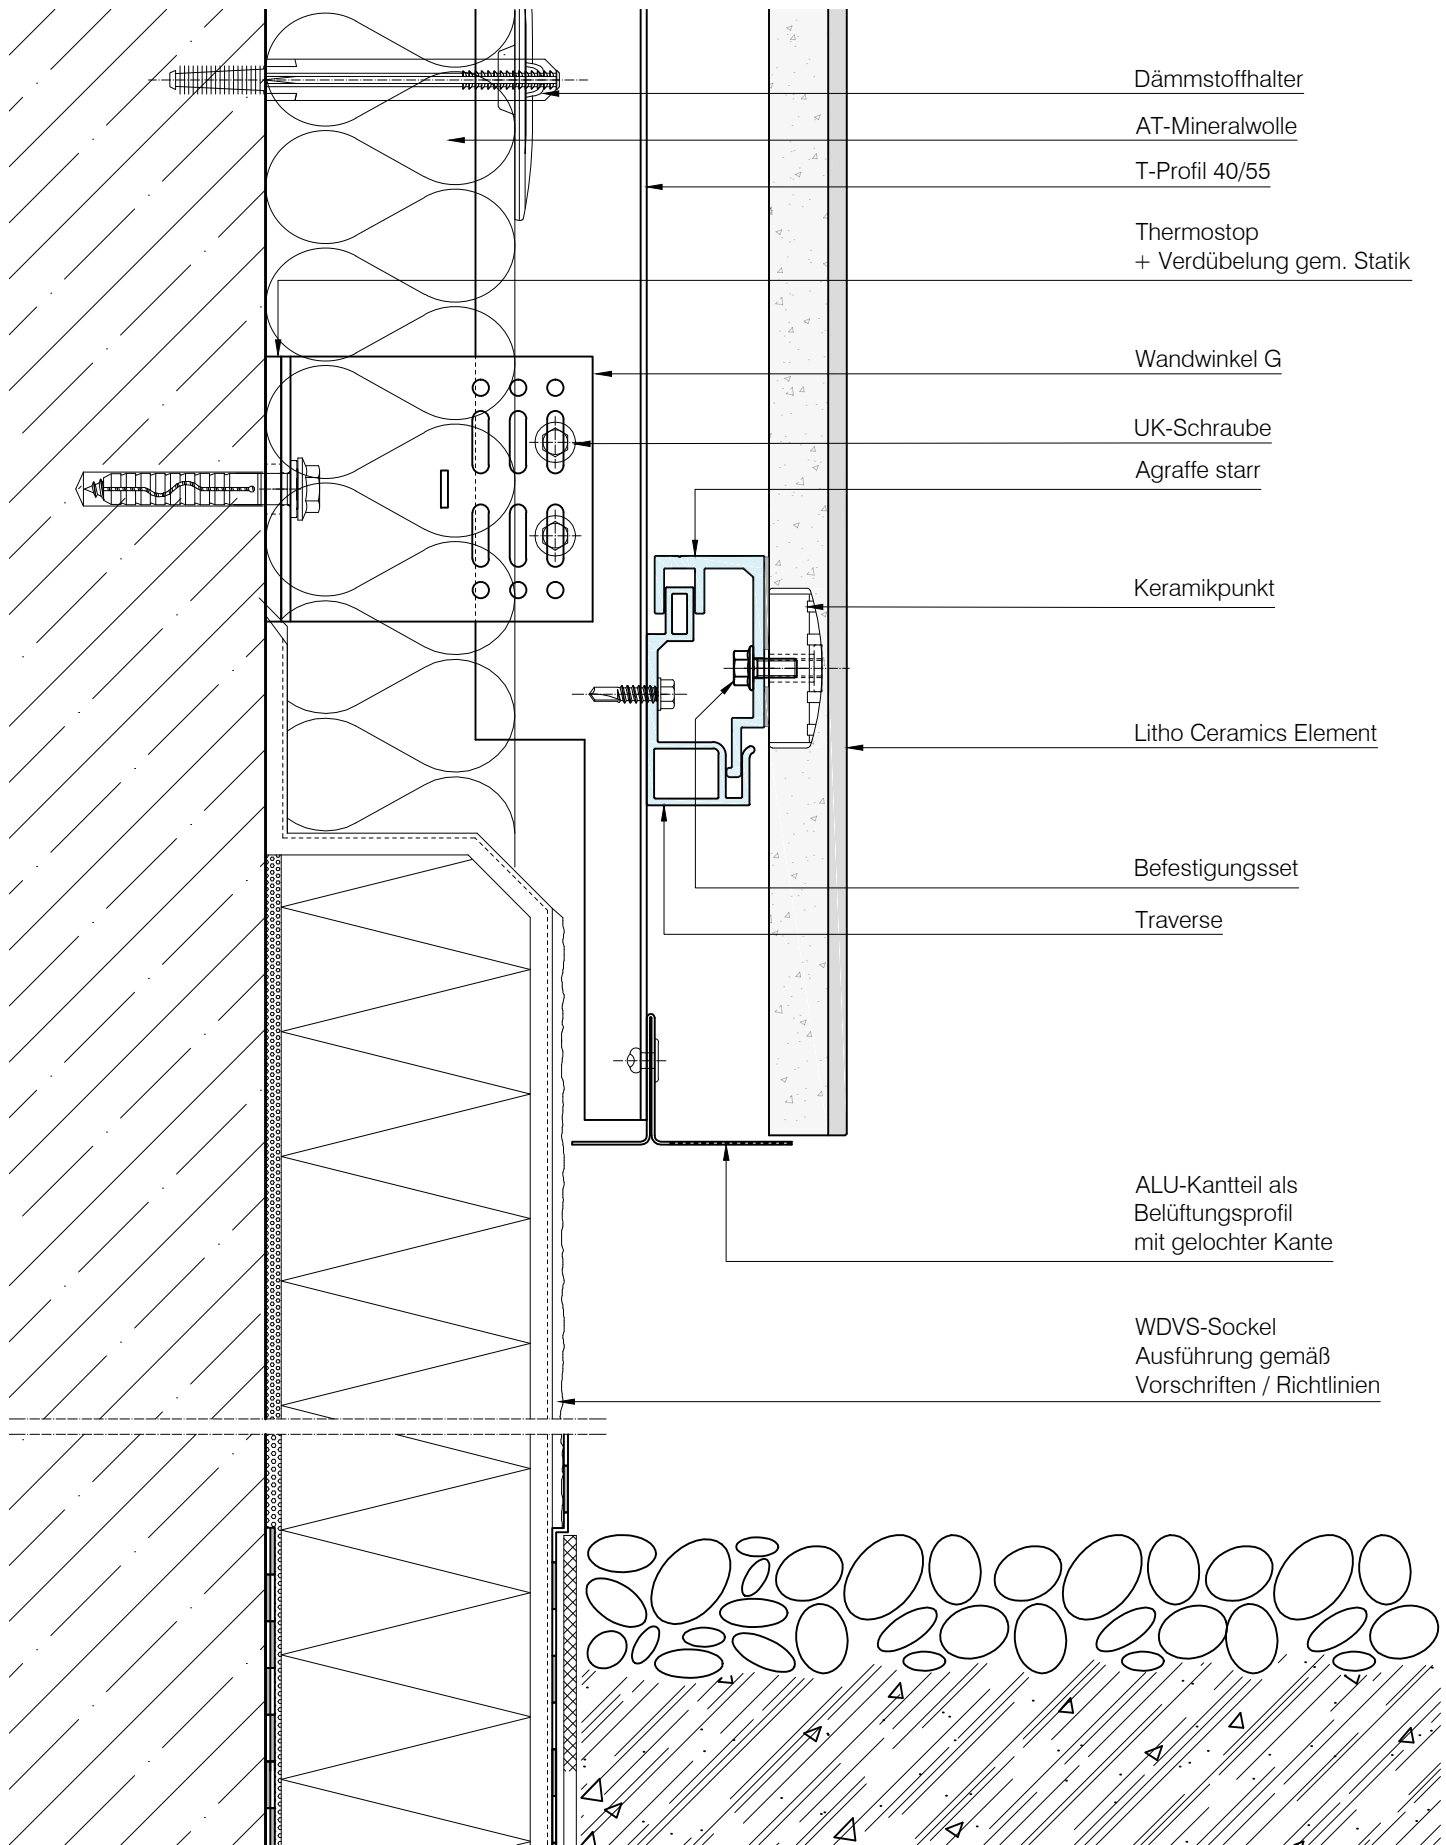 Dämmstoffhalter
AT-Mineralwolle
T-Profil 40/55
Thermostop
+ Verdübelung gem. Statik
Wandwinkel G
UK-Schraube
Agraffe starr
Keramikpunkt
Litho Ceramics Element
Befestigungsset
Traverse
ALU-Kantteil als
Belüftungsprofil
mit gelochter Kante
WDVS-Sockel
Ausführung gemäß
Vorschriften / Richtlinien